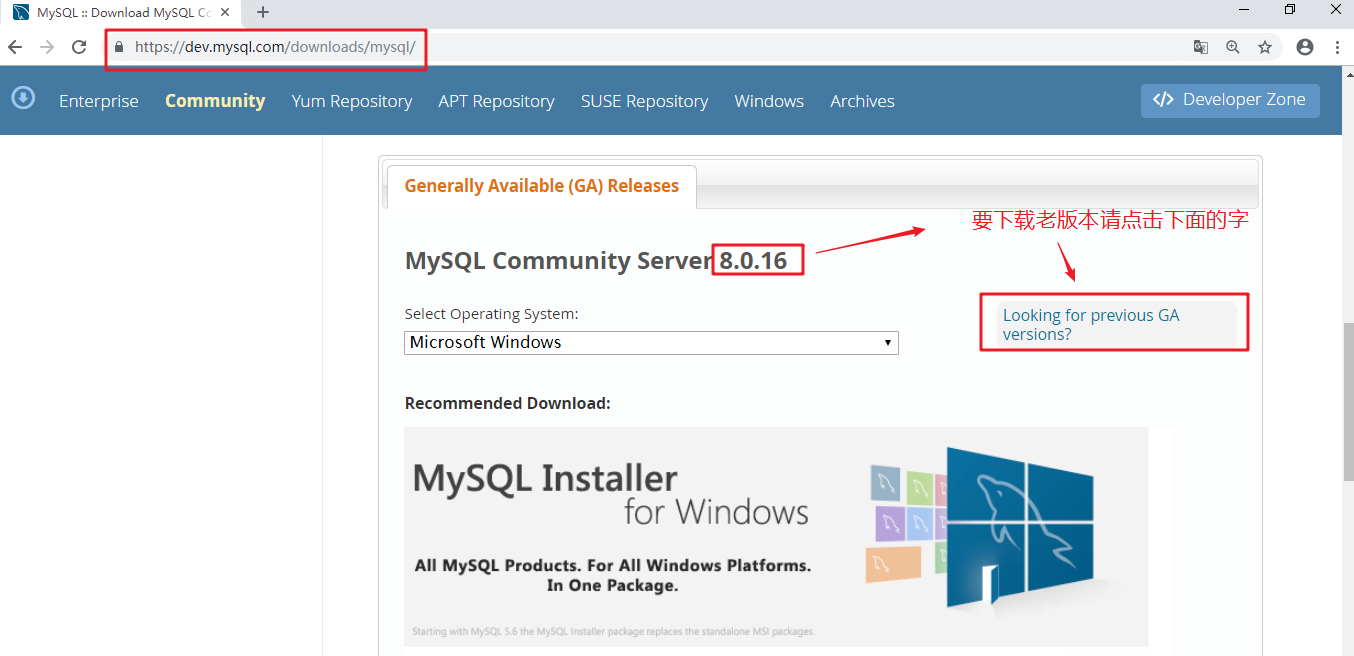 MySQL :: Download MySQL Co
https://dev.mysql.com/downloads/mysql/
Enterprise Community Yum Repository APT Repository SUSE Repository Windows Archives Developer Zone
Generally Available (GA) Releases
要下载老版本请点击下面的字
MySQL Community Server 8.0.16
Select Operating System:
Looking for previous GA
versions?
Microsoft Windows
Recommended Download:
MySQL Installer
for Windows
All MySQL Products. For All Windows Platforms.
In One Package.
Starting with MySQL 5.6 the MySQL Installer package replaces the standalone MSI packages.